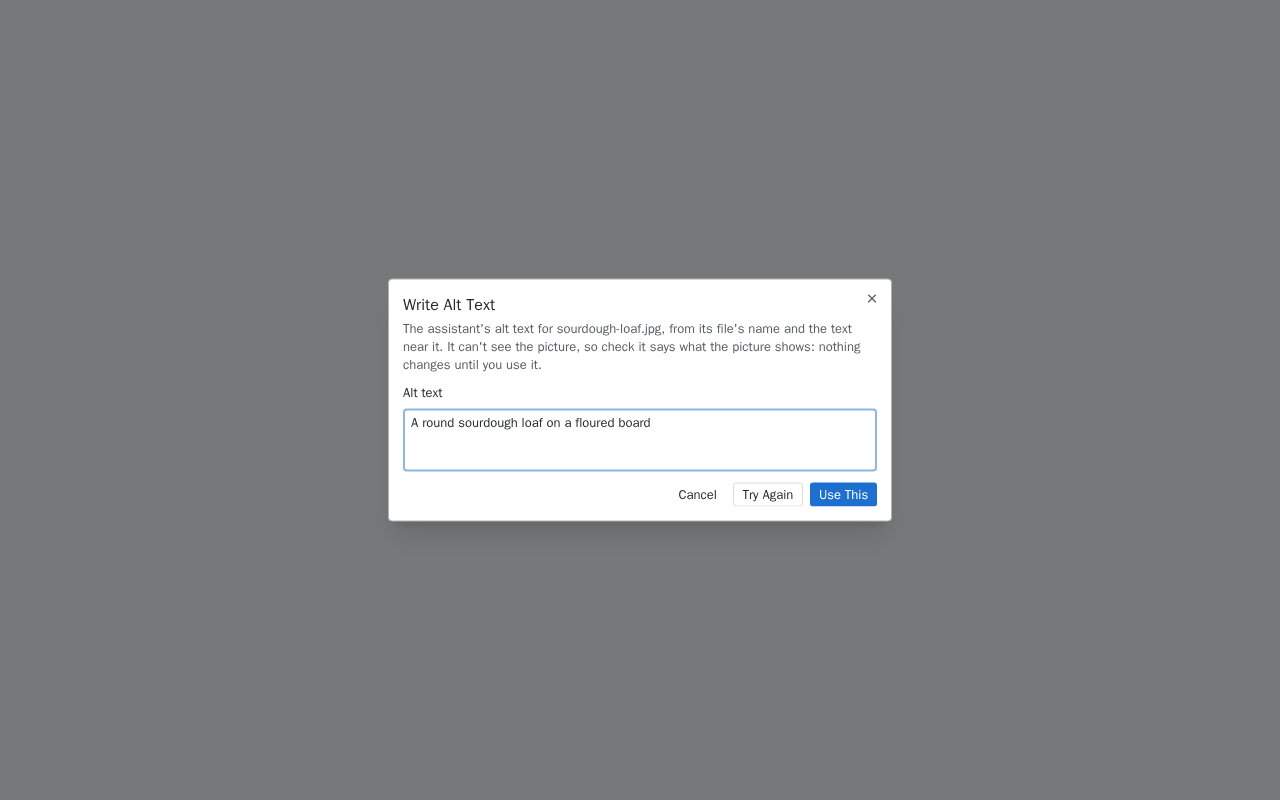 Write Alt Text
The assistant's alt text for sourdough-loaf.jpg, from its file's name and the text
near it. It can't see the picture, so check it says what the picture shows: nothing
changes until you use it.
Alt text
A round sourdough loaf on a floured board
Cancel
Try Again
Use This